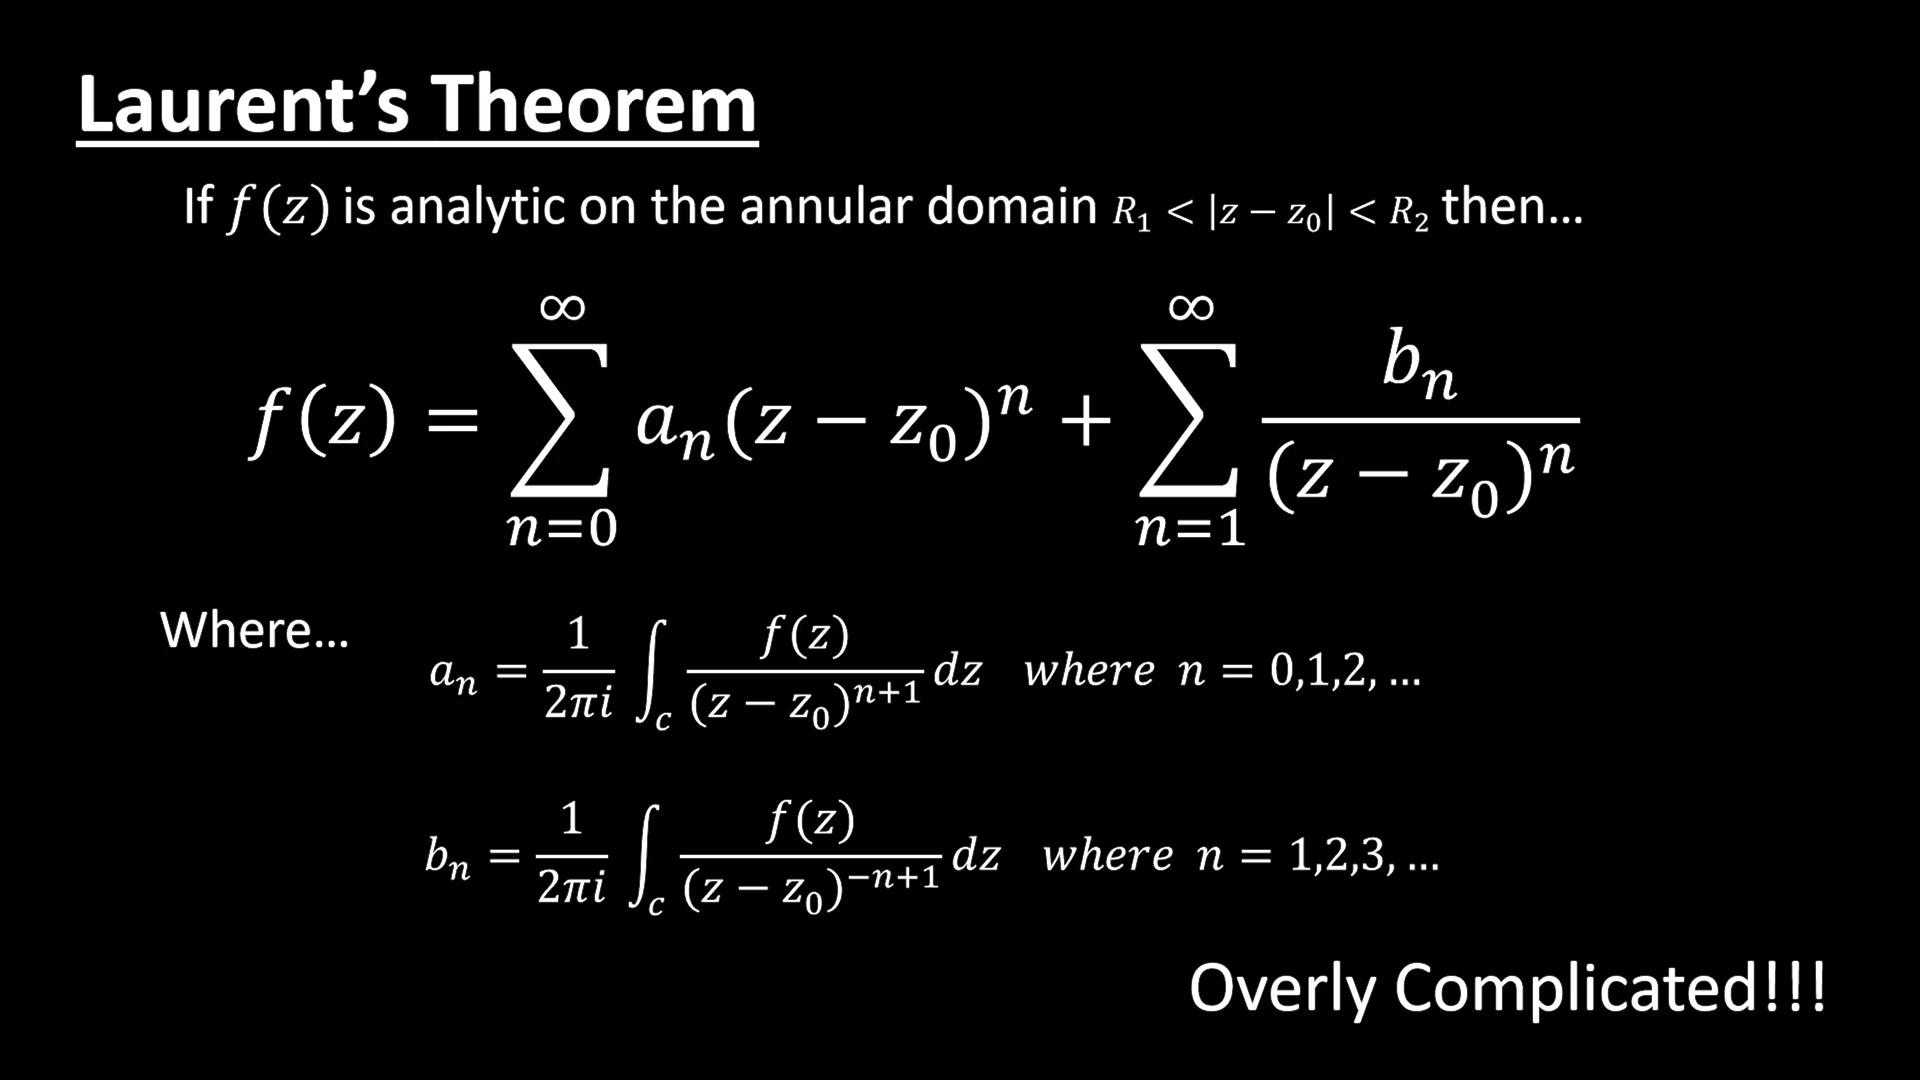 Laurent’s Theorem
If f(z) is analytic on the annular domain R₁ < |z − z₀| < R₂ then...
f(z) = ∑_{n=0}^{∞} aₙ(z − z₀)ⁿ + ∑_{n=1}^{∞} bₙ/(z − z₀)ⁿ
Where...
aₙ = 1/(2πi) ∫_c f(z)/(z − z₀)ⁿ⁺¹ dz where n = 0,1,2, ...
bₙ = 1/(2πi) ∫_c f(z)/(z − z₀)⁻ⁿ⁺¹ dz where n = 1,2,3, ...
Overly Complicated!!!